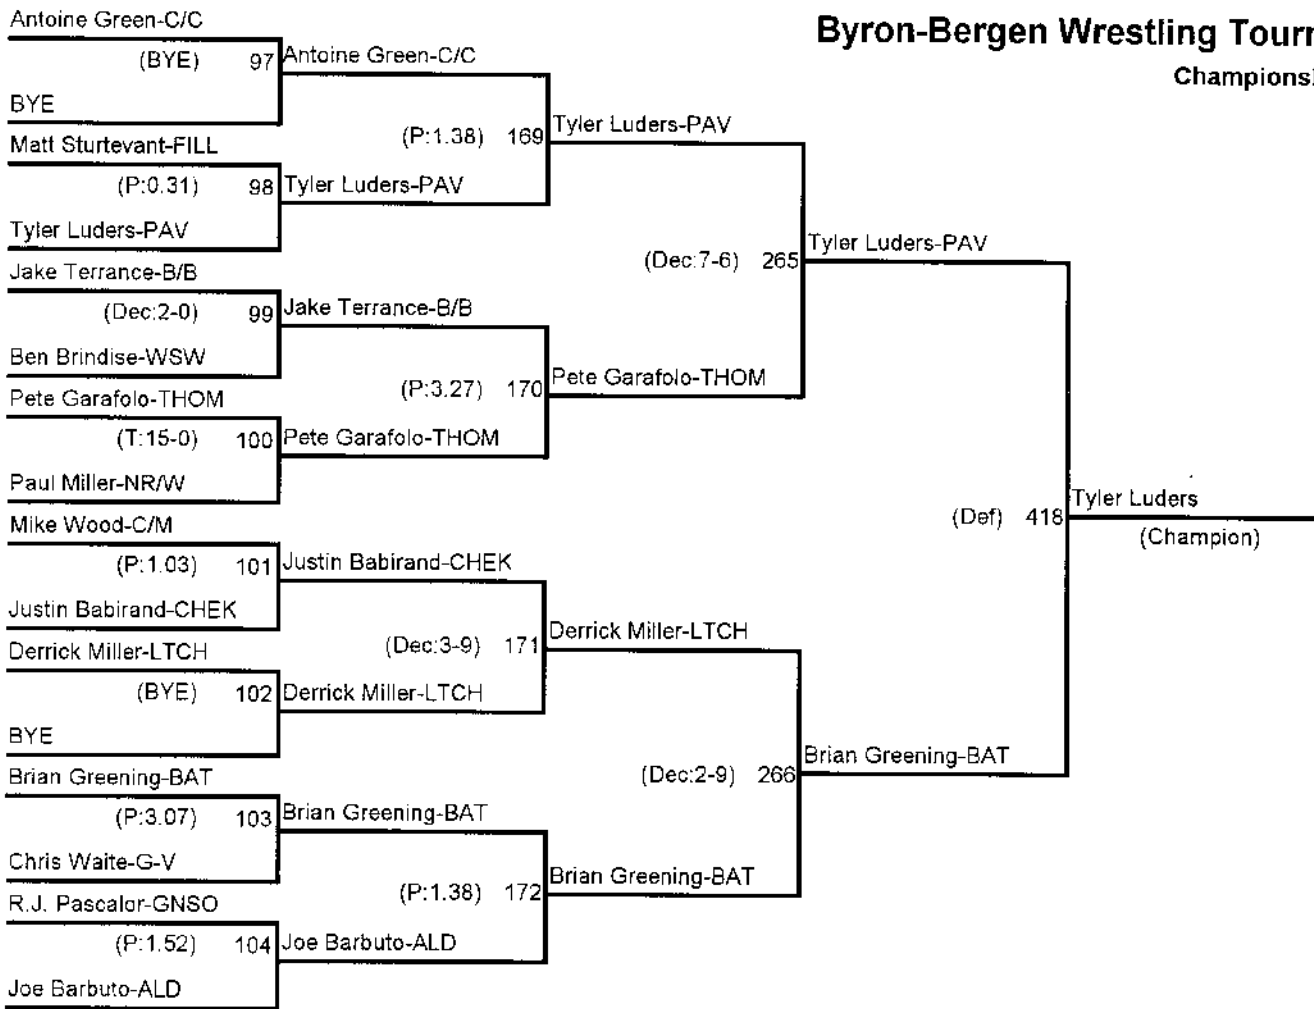 Byron-Bergen Wrestling Tourn
Champions
Antoine Green-C/C
(BYE) 97 Antoine Green-C/C
BYE
Matt Sturtevant-FILL
(P:1.38) 169 Tyler Luders-PAV
(P:0.31) 98 Tyler Luders-PAV
Tyler Luders-PAV
Jake Terrance-B/B
(Dec:7-6) 265 Tyler Luders-PAV
(Dec:2-0) 99 Jake Terrance-B/B
Ben Brindise-WSW
Pete Garafolo-THOM
(P:3.27) 170 Pete Garafolo-THOM
(T:15-0) 100 Pete Garafolo-THOM
Paul Miller-NR/W
(Def) 418 Tyler Luders
(Champion)
Mike Wood-C/M
(P:1.03) 101 Justin Babirand-CHEK
Justin Babirand-CHEK
Derrick Miller-LTCH
(Dec:3-9) 171 Derrick Miller-LTCH
(BYE) 102 Derrick Miller-LTCH
BYE
Brian Greening-BAT
(Dec:2-9) 266 Brian Greening-BAT
(P:3.07) 103 Brian Greening-BAT
Chris Waite-G-V
R.J. Pascalor-GNSO
(P:1.38) 172 Brian Greening-BAT
(P:1.52) 104 Joe Barbuto-ALD
Joe Barbuto-ALD